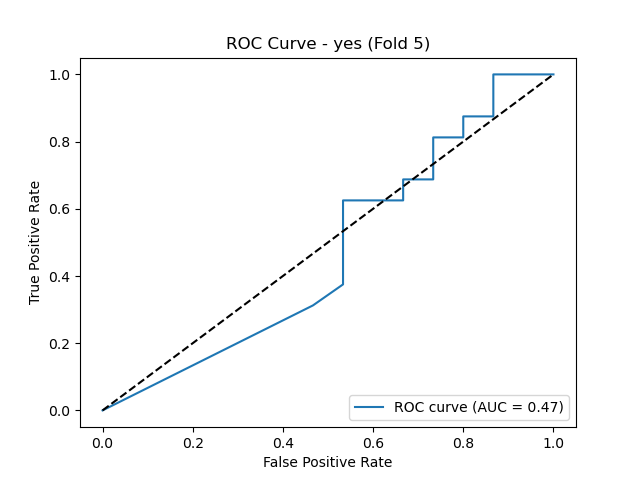 ROC Curve - yes (Fold 5)
True Positive Rate
1.0
0.8
0.6
0.4
0.2
0.0
ROC curve (AUC = 0.47)
0.0 0.2 0.4 0.6 0.8 1.0
False Positive Rate